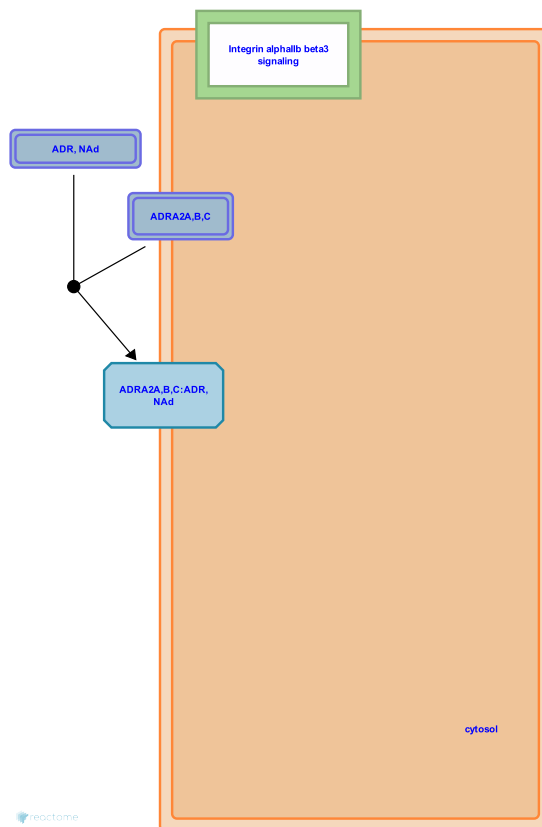 Integrin alphaIIb beta3
signaling
ADR, NAd
ADRA2A,B,C
ADRA2A,B,C:ADR,
NAd
cytosol
reactome